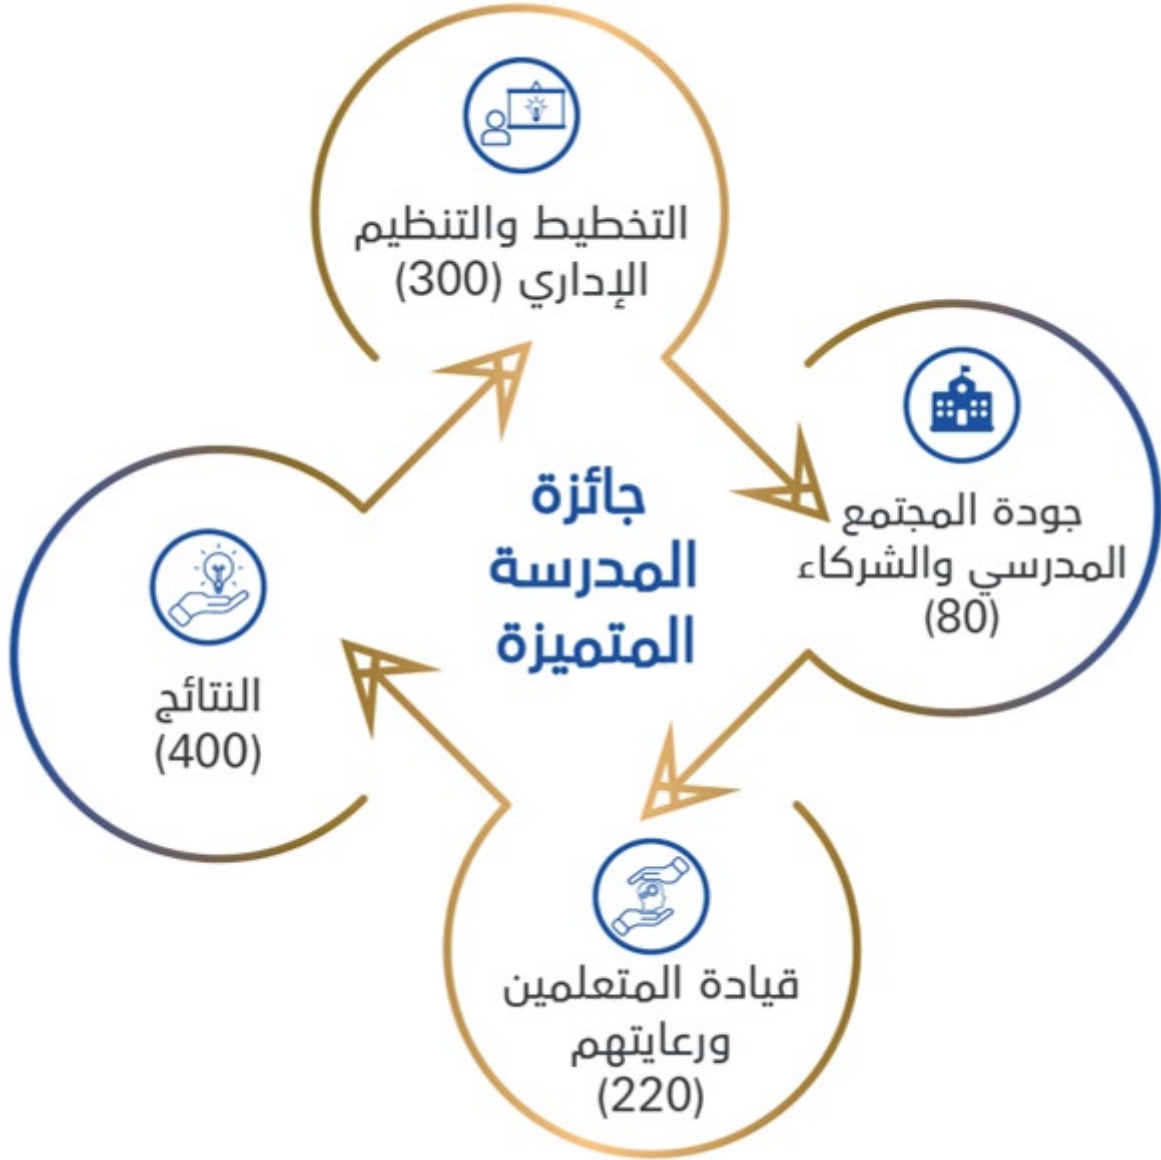 التخطيط والتنظيم
الإداري (300)
جودة المجتمع
المدرسي والشركاء
(80)
جائزة
المدرسة
المتميزة
النتائج
(400)
قيادة المتعلمين
ورعايتهم
(220)